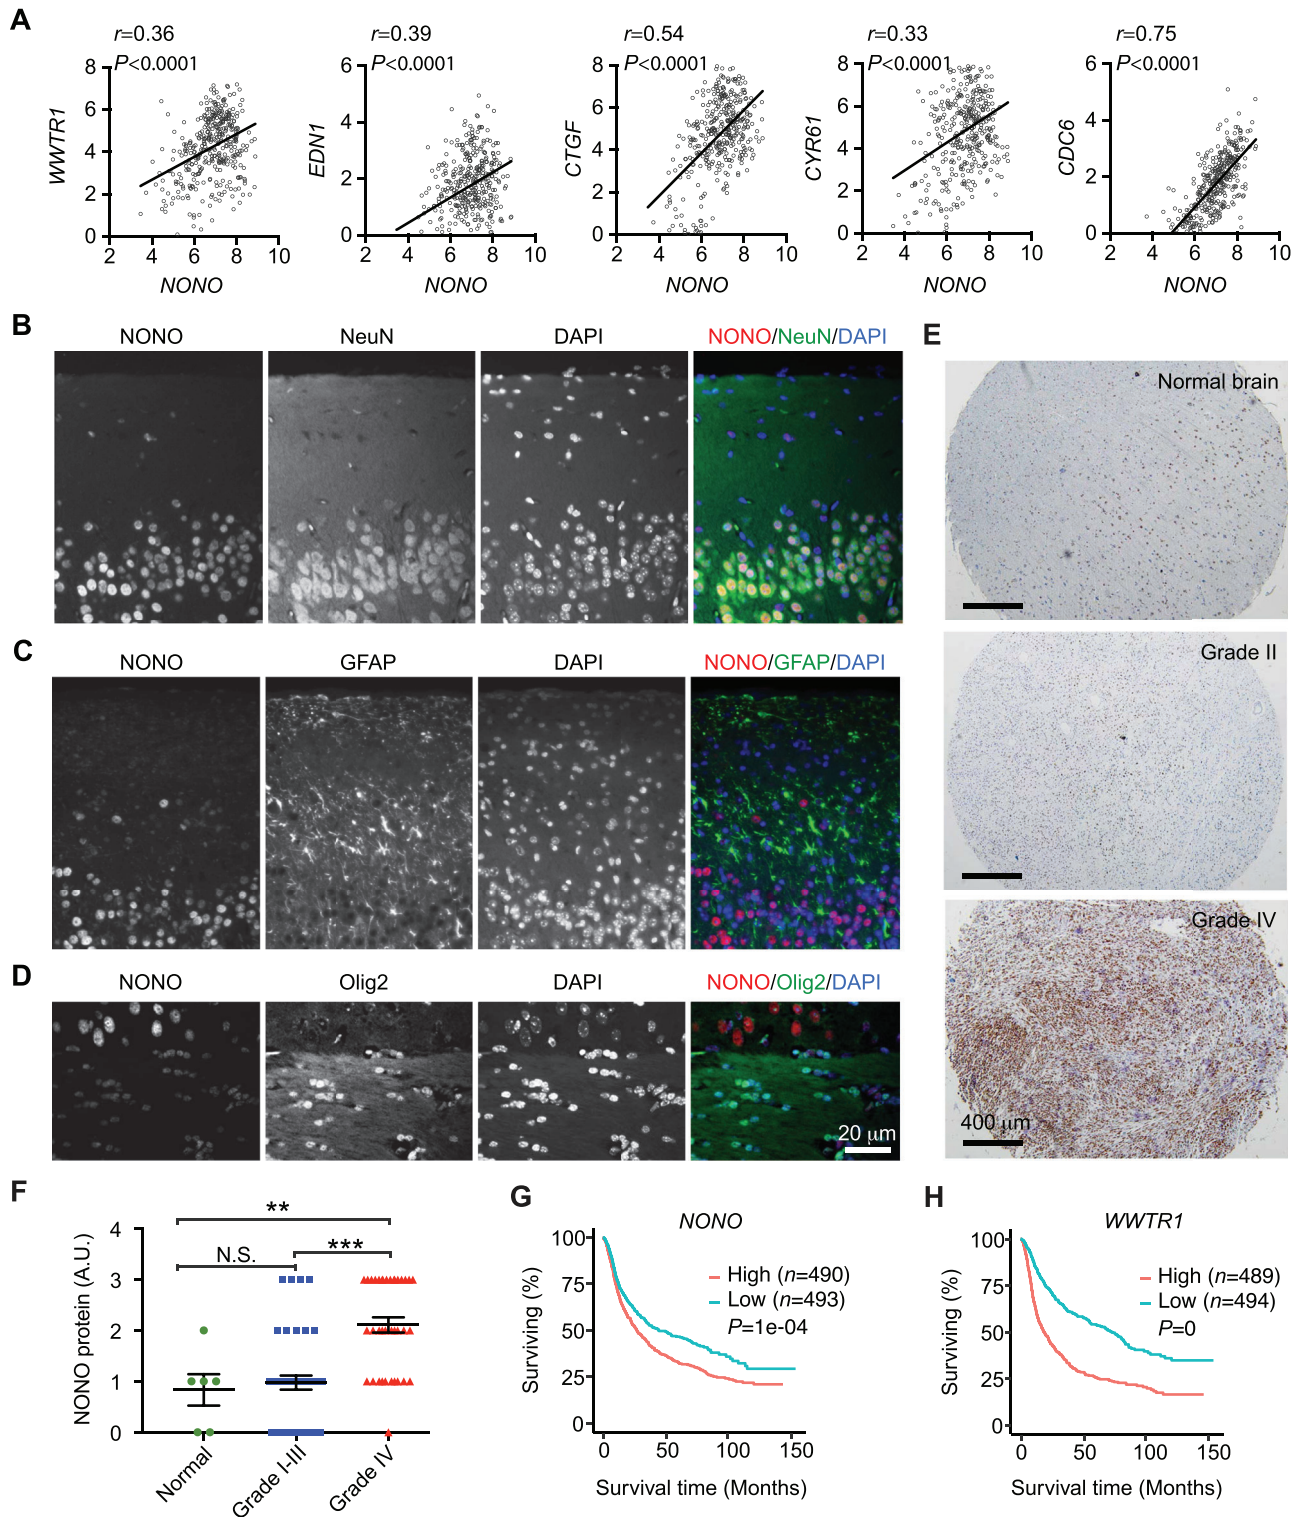 A
r=0.36
P<0.0001
WWTR1
8
6
4
2
0
2 4 6 8 10
NONO
r=0.39
P<0.0001
EDN1
6
4
2
0
2 4 6 8 10
NONO
r=0.54
P<0.0001
CTGF
8
6
4
2
0
2 4 6 8 10
NONO
r=0.33
P<0.0001
CYR61
8
6
4
2
0
2 4 6 8 10
NONO
r=0.75
P<0.0001
CDC6
6
4
2
0
2 4 6 8 10
NONO
B
NONO
NeuN
DAPI
NONO/NeuN/DAPI
C
NONO
GFAP
DAPI
NONO/GFAP/DAPI
D
NONO
Olig2
DAPI
NONO/Olig2/DAPI
20 µm
E
Normal brain
Grade II
Grade IV
400 µm
F
NONO protein (A.U.)
4
3
2
1
0
**
N.S.
***
Normal
Grade I-III
Grade IV
G
NONO
Surviving (%)
100
75
50
25
0
High (n=490)
Low (n=493)
P=1e-04
0 50 100 150
Survival time (Months)
H
WWTR1
Surviving (%)
100
75
50
25
0
High (n=489)
Low (n=494)
P=0
0 50 100 150
Survival time (Months)